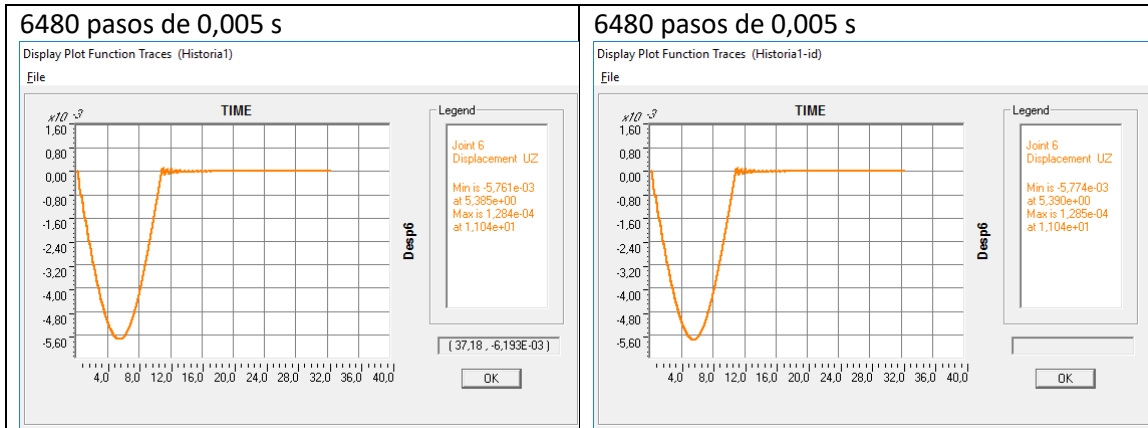 6480 pasos de 0,005 s
Display Plot Function Traces (Historia1)
File
TIME
x10 -3
1,60
0,80
0,00
-0,80
-1,60
-2,40
-3,20
-4,00
-4,80
-5,60
4,0 8,0 12,0 16,0 20,0 24,0 28,0 32,0 36,0 40,0
Desp6
Legend
Joint 6
Displacement UZ
Min is -5,761e-03
at 5,385e+00
Max is 1,284e-04
at 1,104e+01
( 37,18 , -6,193E-03 )
OK
6480 pasos de 0,005 s
Display Plot Function Traces (Historia1-id)
File
TIME
x10 -3
1,60
0,80
0,00
-0,80
-1,60
-2,40
-3,20
-4,00
-4,80
-5,60
4,0 8,0 12,0 16,0 20,0 24,0 28,0 32,0 36,0 40,0
Desp6
Legend
Joint 6
Displacement UZ
Min is -5,774e-03
at 5,390e+00
Max is 1,285e-04
at 1,104e+01
OK